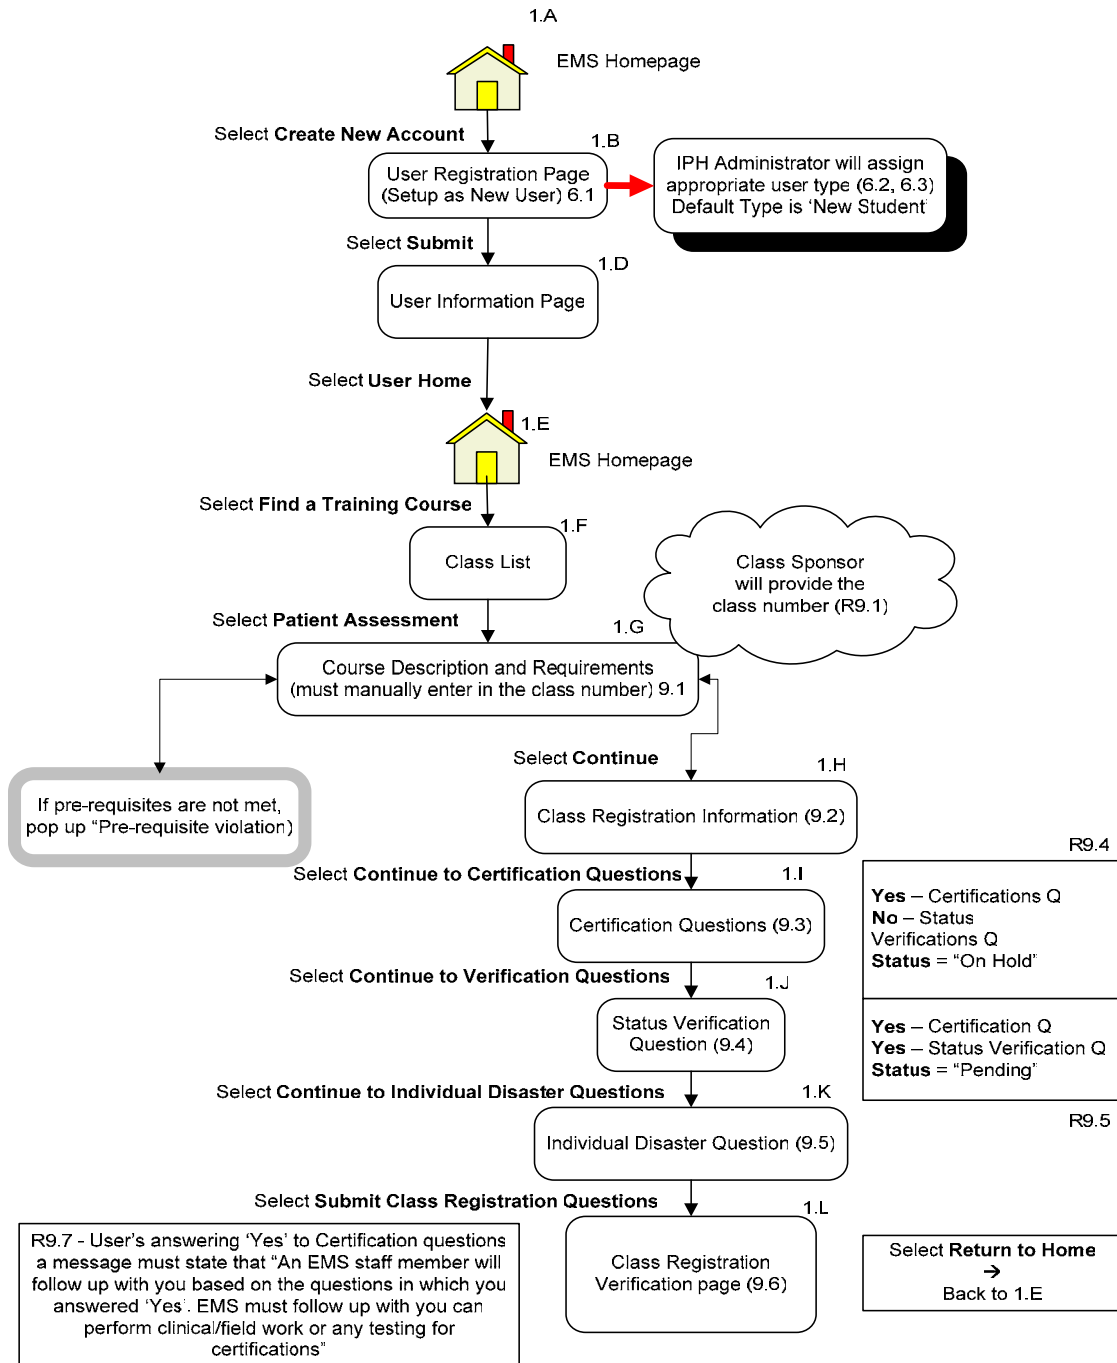 1.A
EMS Homepage
Select Create New Account
1.B
User Registration Page
(Setup as New User) 6.1
IPH Administrator will assign
appropriate user type (6.2, 6.3)
Default Type is 'New Student'
Select Submit
1.D
User Information Page
Select User Home
1.E
EMS Homepage
Select Find a Training Course
1.F
Class List
Class Sponsor
will provide the
class number (R9.1)
Select Patient Assessment
1.G
Course Description and Requirements
(must manually enter in the class number) 9.1
Select Continue
1.H
If pre-requisites are not met,
pop up “Pre-requisite violation)
Class Registration Information (9.2)
R9.4
Select Continue to Certification Questions
1.I
Yes – Certifications Q
No – Status
Verifications Q
Status = “On Hold”
Certification Questions (9.3)
Select Continue to Verification Questions
1.J
Status Verification
Question (9.4)
Yes – Certification Q
Yes – Status Verification Q
Status = “Pending”
Select Continue to Individual Disaster Questions
1.K
R9.5
Individual Disaster Question (9.5)
Select Submit Class Registration Questions
1.L
R9.7 - User's answering 'Yes' to Certification questions
a message must state that “An EMS staff member will
follow up with you based on the questions in which you
answered 'Yes'. EMS must follow up with you can
perform clinical/field work or any testing for
certifications”
Class Registration
Verification page (9.6)
Select Return to Home
→
Back to 1.E